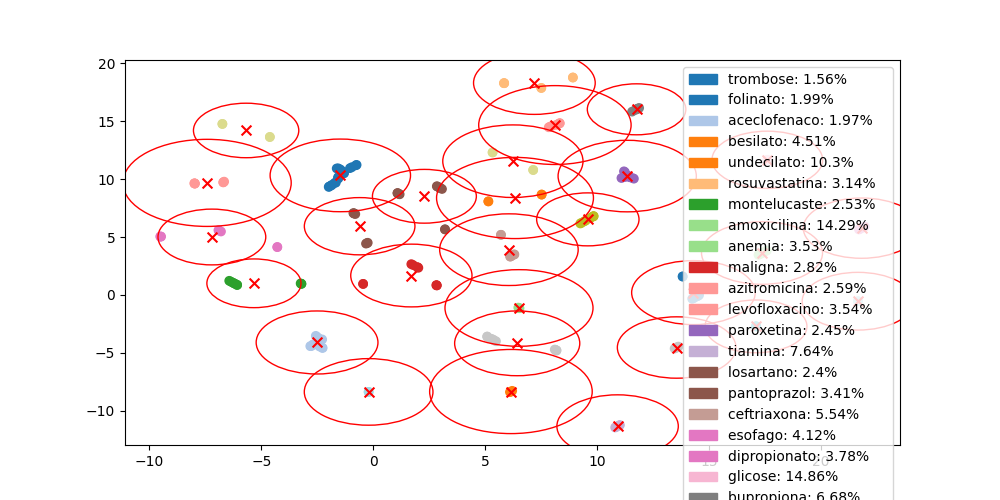 20
15
10
5
0
−5
−10
−10
−5
0
5
10
15
20
trombose: 1.56%
folinato: 1.99%
aceclofenaco: 1.97%
besilato: 4.51%
undecilato: 10.3%
rosuvastatina: 3.14%
montelucaste: 2.53%
amoxicilina: 14.29%
anemia: 3.53%
maligna: 2.82%
azitromicina: 2.59%
levofloxacino: 3.54%
paroxetina: 2.45%
tiamina: 7.64%
losartano: 2.4%
pantoprazol: 3.41%
ceftriaxona: 5.54%
esofago: 4.12%
dipropionato: 3.78%
glicose: 14.86%
bupropiona: 6.68%